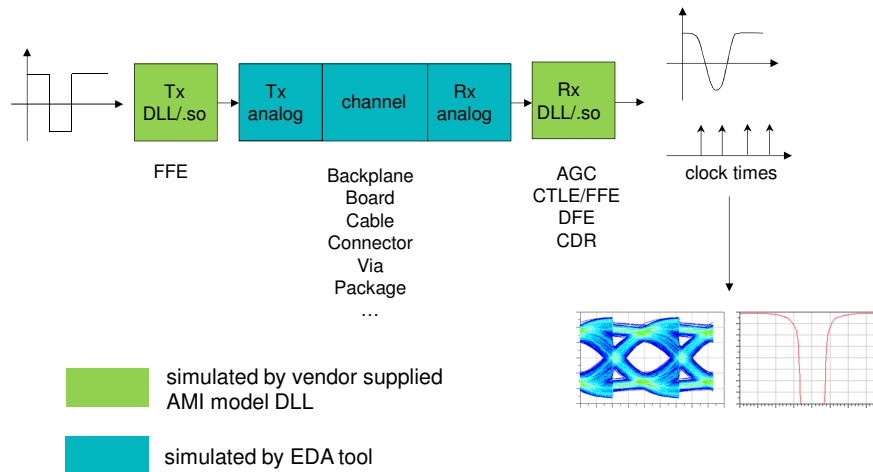 Tx
DLL/.so
Tx
analog
channel
Rx
analog
Rx
DLL/.so
FFE
Backplane
Board
Cable
Connector
Via
Package
…
AGC
CTLE/FFE
DFE
CDR
clock times
simulated by vendor supplied
AMI model DLL
simulated by EDA tool